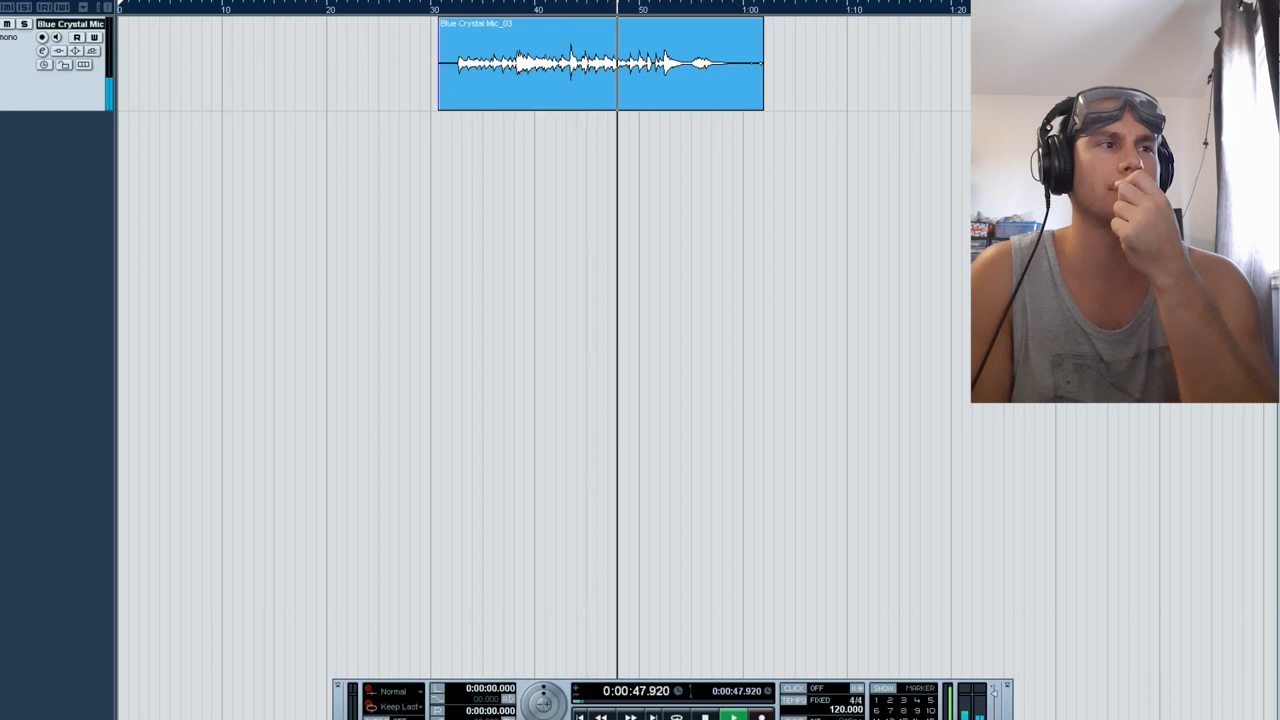 0 10 20 30 40 50 1:00 1:10 1:20
m S Blue Crystal Mic
R W
e
Blue Crystal Mic_03
Normal
Keep Last
L 0:00:00.000
R 0:00:00.000
0:00:47.920
0:00:47.920
CLICK OFF
TEMPO FIXED 4/4
120.000
SHOW MARKER
1 2 3 4 5
6 7 8 9 10